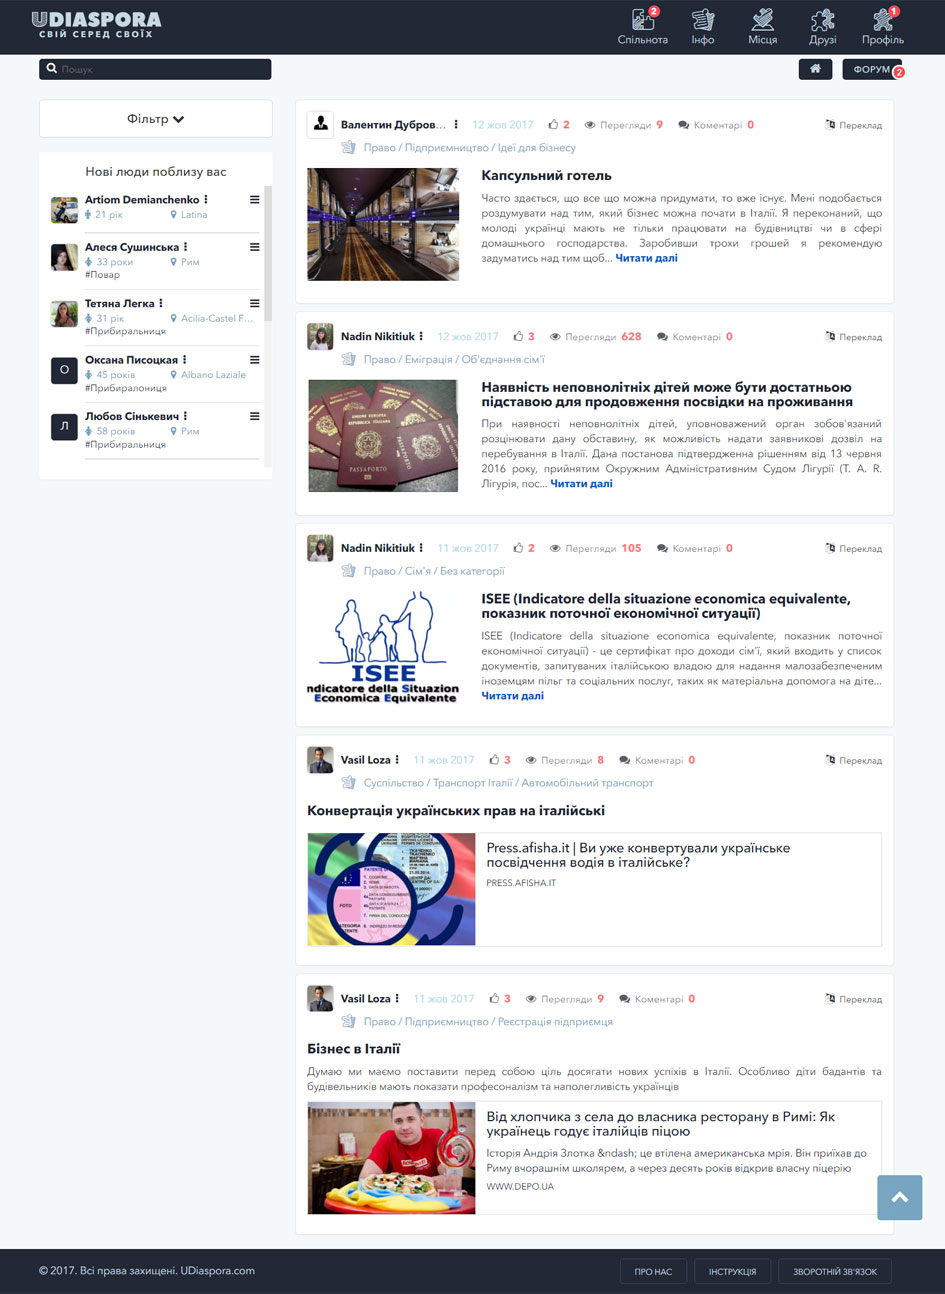 UDIASPORA
СВІЙ СЕРЕД СВОЇХ
2
1
Спільнота
Інфо
Місця
Друзі
Профіль
Пошук
ФОРУМ
2
Фільтр
Нові люди поблизу вас
Artiom Demianchenko
21 рік
Latina
Алеся Сушинська
33 роки
Рим
#Повар
Тетяна Легка
31 рік
Acilia-Castel F...
#Прибиральниця
О
Оксана Писоцкая
45 років
Albano Laziale
#Прибиралониця
Л
Любов Сінькевич
58 років
Рим
#Прибиральниця
Валентин Дубров...
12 жов 2017
2
Перегляди 9
Коментарі 0
Переклад
Право / Підприємництво / Ідеї для бізнесу
Капсульний готель
Часто здається, що все що можна придумати, то вже існує. Мені подобається
роздумувати над тим, який бізнес можна почати в Італії. Я переконаний, що
молоді українці мають не тільки працювати на будівництві чи в сфері
домашнього господарства. Заробивши трохи грошей я рекомендую
задуматись над тим щоб... Читати далі
Nadin Nikitiuk
12 жов 2017
3
Перегляди 628
Коментарі 0
Переклад
Право / Еміграція / Об'єднання сім'ї
Наявність неповнолітніх дітей може бути достатньою
підставою для продовження посвідки на проживання
При наявності неповнолітніх дітей, уповноважений орган зобов'язаний
розцінювати дану обставину, як можливість надати заявникові дозвіл на
перебування в Італії. Дана постанова підтвердженна рішенням від 13 червня
2016 року, прийнятим Окружним Адміністративним Судом Лігурії (Т. А. R.
Лігурія, пос... Читати далі
PASSAPORTO
Nadin Nikitiuk
11 жов 2017
2
Перегляди 105
Коментарі 0
Переклад
Право / Сім'я / Без категорії
ISEE (Indicatore della situazione economica equivalente,
показник поточної економічної ситуації)
ISEE (Indicatore della situazione economica equivalente, показник поточної
економічної ситуації) - це сертифікат про доходи сім'ї, який входить у список
документів, запитуваних італійською владою для надання малозабезпеченим
іноземцям пільг та соціальних послуг, таких як матеріальна допомога на діте...
Читати далі
ISEE
ndicatore della Situazion
Economica Equivalente
Vasil Loza
11 жов 2017
3
Перегляди 8
Коментарі 0
Переклад
Суспільство / Транспорт Італії / Автомобільний транспорт
Конвертація українських прав на італійські
Press.afisha.it | Ви уже конвертували українське
посвідчення водія в італійське?
PRESS.AFISHA.IT
Vasil Loza
11 жов 2017
3
Перегляди 9
Коментарі 0
Переклад
Право / Підприємництво / Реєстрація підприємця
Бізнес в Італії
Думаю ми маємо поставити перед собою ціль досягати нових успіхів в Італії. Особливо діти бадантів та
будівельників мають показати професоналізм та наполегливість українців
Від хлопчика з села до власника ресторану в Римі: Як
українець годує італійців піцою
Історія Андрія Злотка &ndash; це втілена американська мрія. Він приїхав до
Риму вчорашнім школярем, а через десять років відкрив власну піцерію
WWW.DEPO.UA
© 2017. Всі права захищені. UDiaspora.com
ПРО НАС
ІНСТРУКЦІЯ
ЗВОРОТНІЙ ЗВ'ЯЗОК